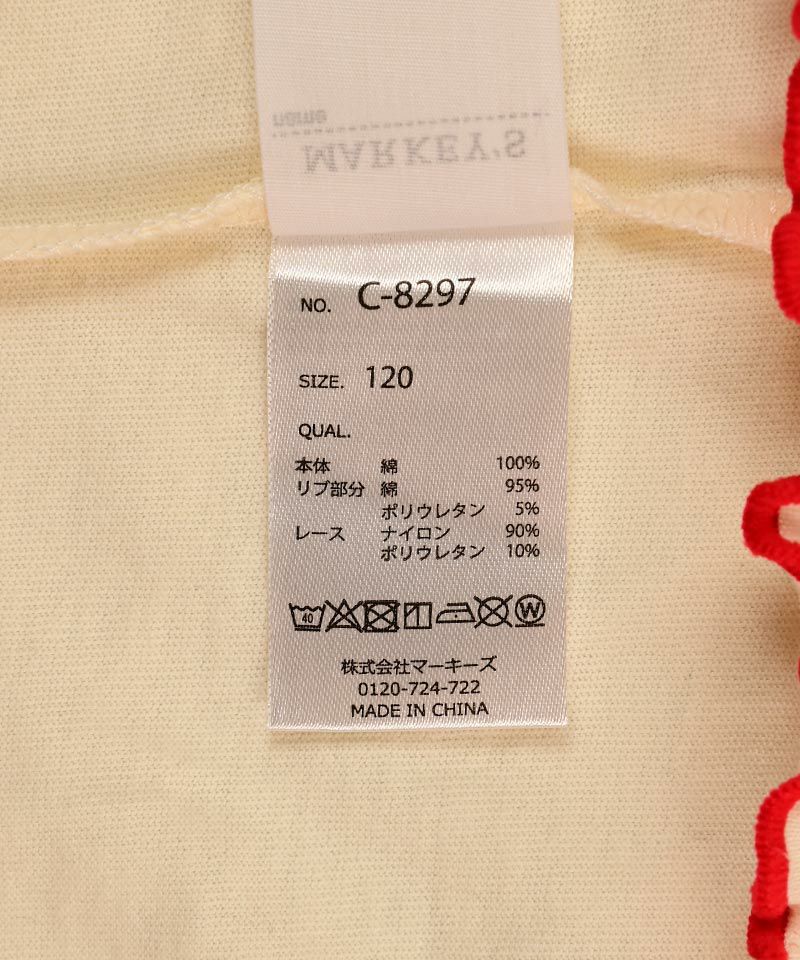 name
MARKEY'S
NO. C-8297
SIZE. 120
QUAL.
本体 綿 100%
リブ部分 綿 95%
ポリウレタン 5%
レース ナイロン 90%
ポリウレタン 10%
40 W
株式会社マーキーズ
0120-724-722
MADE IN CHINA